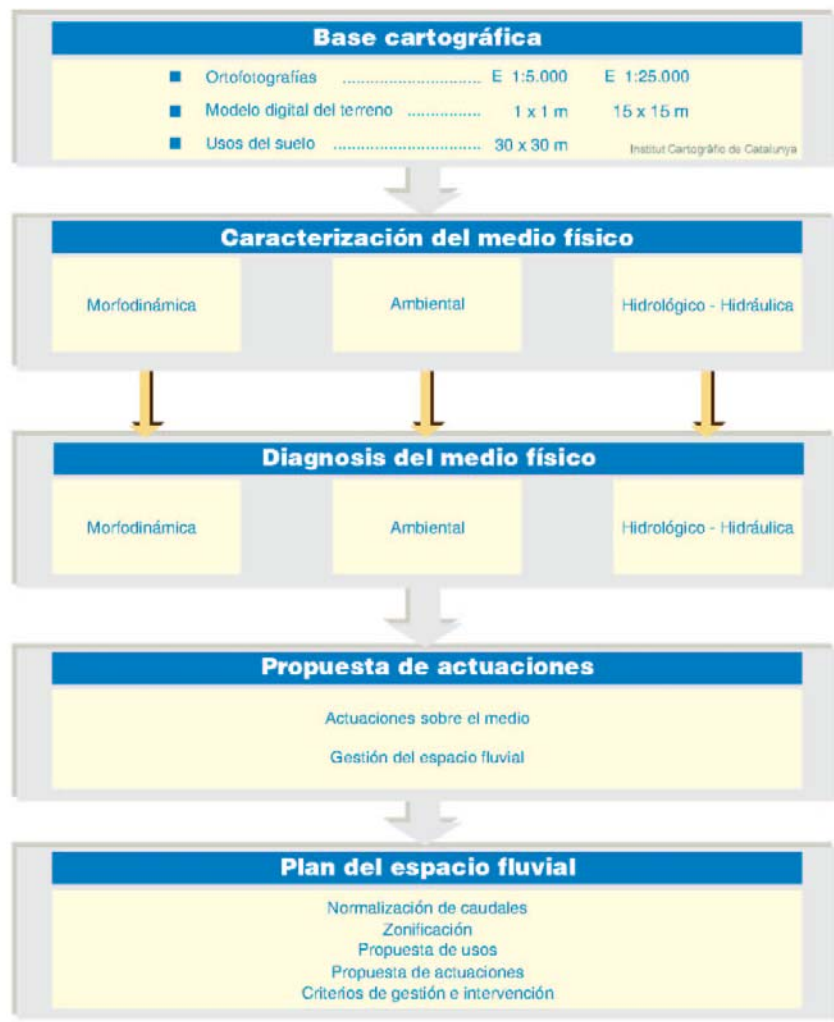 Base cartográfica
■ Ortofotografías ................................ E 1:5.000 E 1:25.000
■ Modelo digital del terreno ................ 1 x 1 m 15 x 15 m
■ Usos del suelo ................................ 30 x 30 m
Institut Cartogràfic de Catalunya
Caracterización del medio físico
Morfodinámica Ambiental Hidrológico - Hidráulica
Diagnosis del medio físico
Morfodinámica Ambiental Hidrológico - Hidráulica
Propuesta de actuaciones
Actuaciones sobre el medio
Gestión del espacio fluvial
Plan del espacio fluvial
Normalización de caudales
Zonificación
Propuesta de usos
Propuesta de actuaciones
Criterios de gestión e intervención